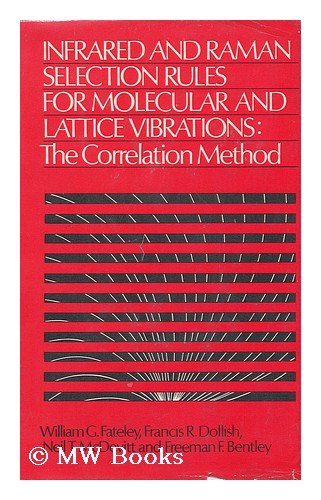 INFRARED AND RAMAN
SELECTION RULES
FOR MOLECULAR AND
LATTICE VIBRATIONS:
The Correlation Method
William G. Fateley, Francis R. Dollish,
Neil T. McDevitt and Freeman F. Bentley
© MW Books